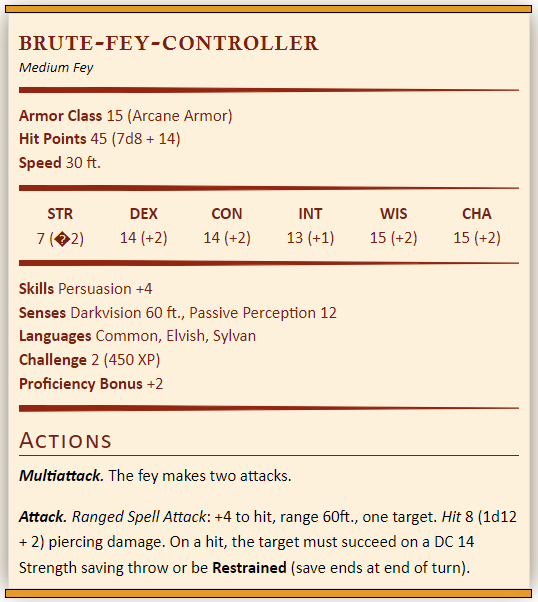 BRUTE-FEY-CONTROLLER
Medium Fey
Armor Class 15 (Arcane Armor)
Hit Points 45 (7d8 + 14)
Speed 30 ft.
STR DEX CON INT WIS CHA
7 (�2) 14 (+2) 14 (+2) 13 (+1) 15 (+2) 15 (+2)
Skills Persuasion +4
Senses Darkvision 60 ft., Passive Perception 12
Languages Common, Elvish, Sylvan
Challenge 2 (450 XP)
Proficiency Bonus +2
ACTIONS
Multiattack. The fey makes two attacks.
Attack. Ranged Spell Attack: +4 to hit, range 60ft., one target. Hit 8 (1d12
+ 2) piercing damage. On a hit, the target must succeed on a DC 14
Strength saving throw or be Restrained (save ends at end of turn).